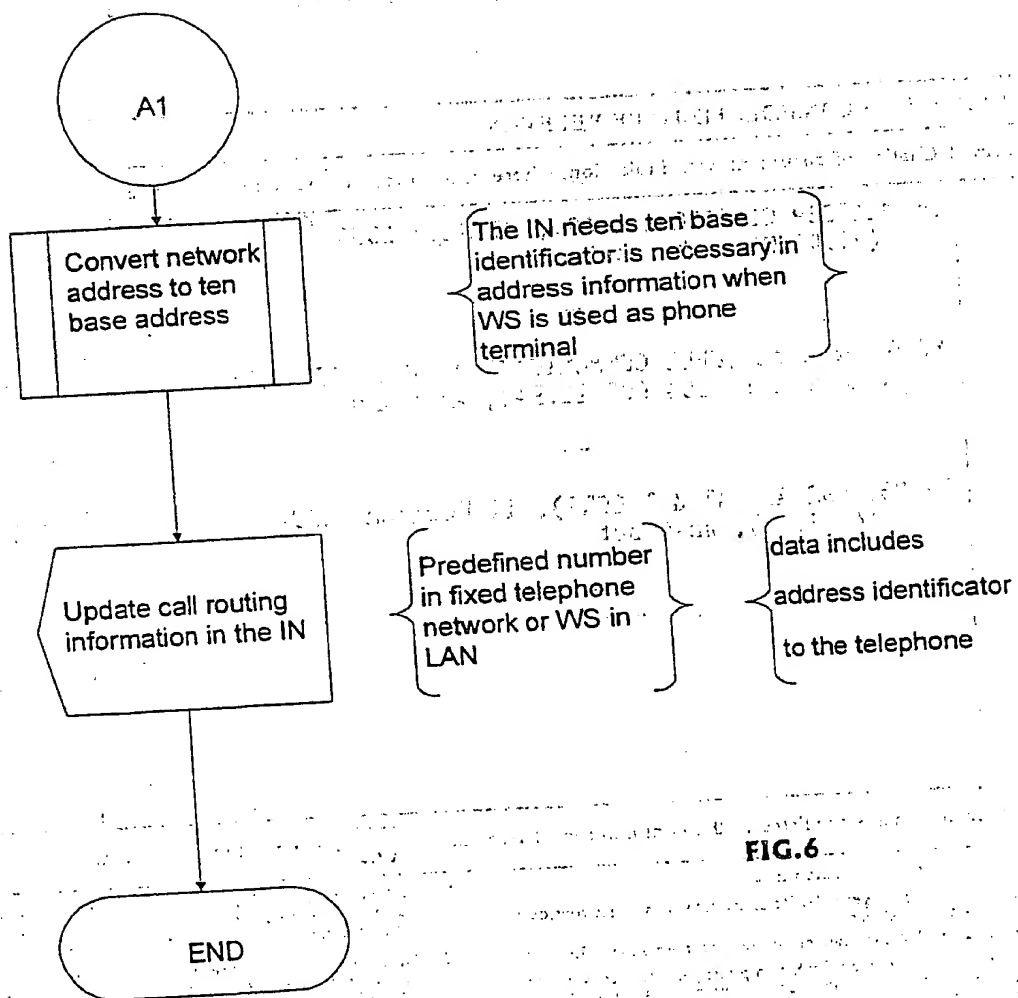 A1
Convert network
address to ten
base address
The IN needs ten base
identificator is necessary in
address information when
WS is used as phone
terminal
Update call routing
information in the IN
Predefined number
in fixed telephone
network or WS in
LAN
data includes
address identificator
to the telephone
FIG.6
END